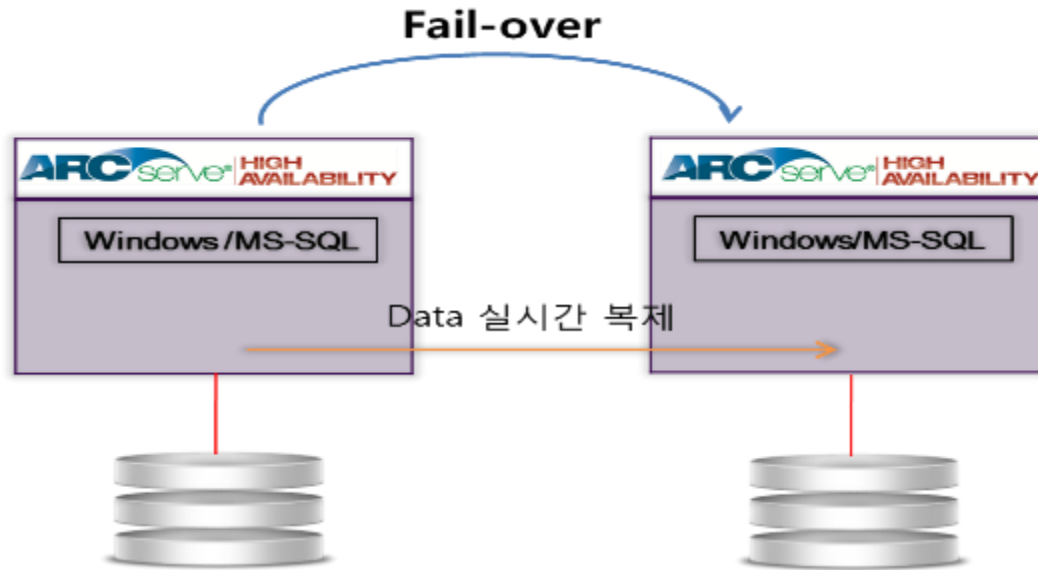 Fail-over
ARCserve® HIGH AVAILABILITY
ARCserve® HIGH AVAILABILITY
Windows/MS-SQL
Windows/MS-SQL
Data 실시간 복제